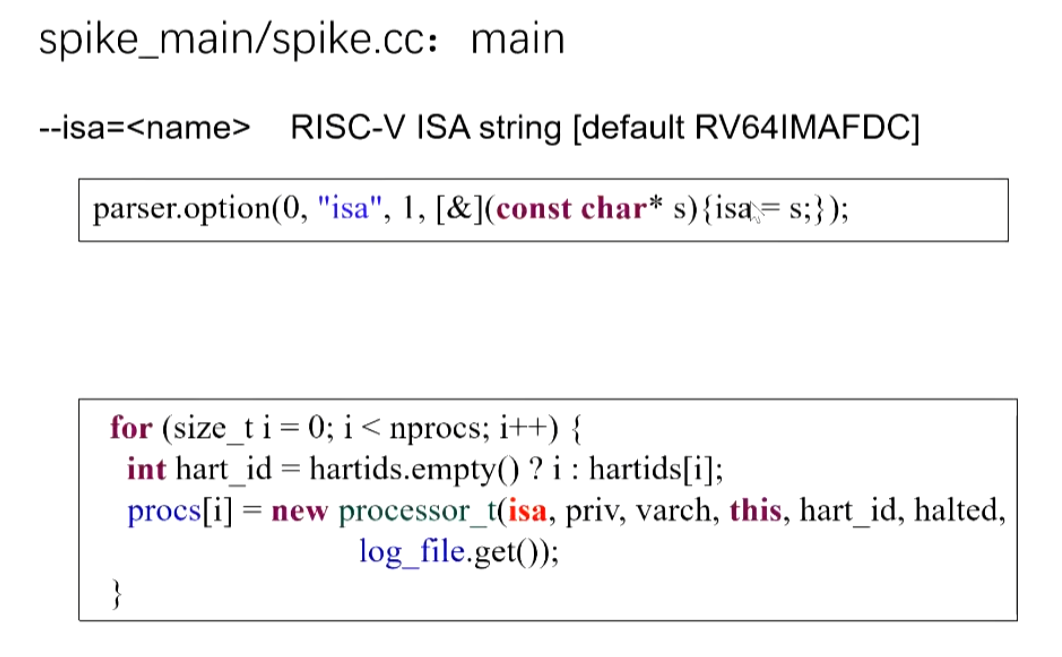 spike_main/spike.cc： main
--isa=<name> RISC-V ISA string [default RV64IMAFDC]
parser.option(0, "isa", 1, [&](const char* s){isa = s;});
for (size_t i = 0; i < nprocs; i++) {
int hart_id = hartids.empty() ? i : hartids[i];
procs[i] = new processor_t(isa, priv, varch, this, hart_id, halted,
log_file.get());
}